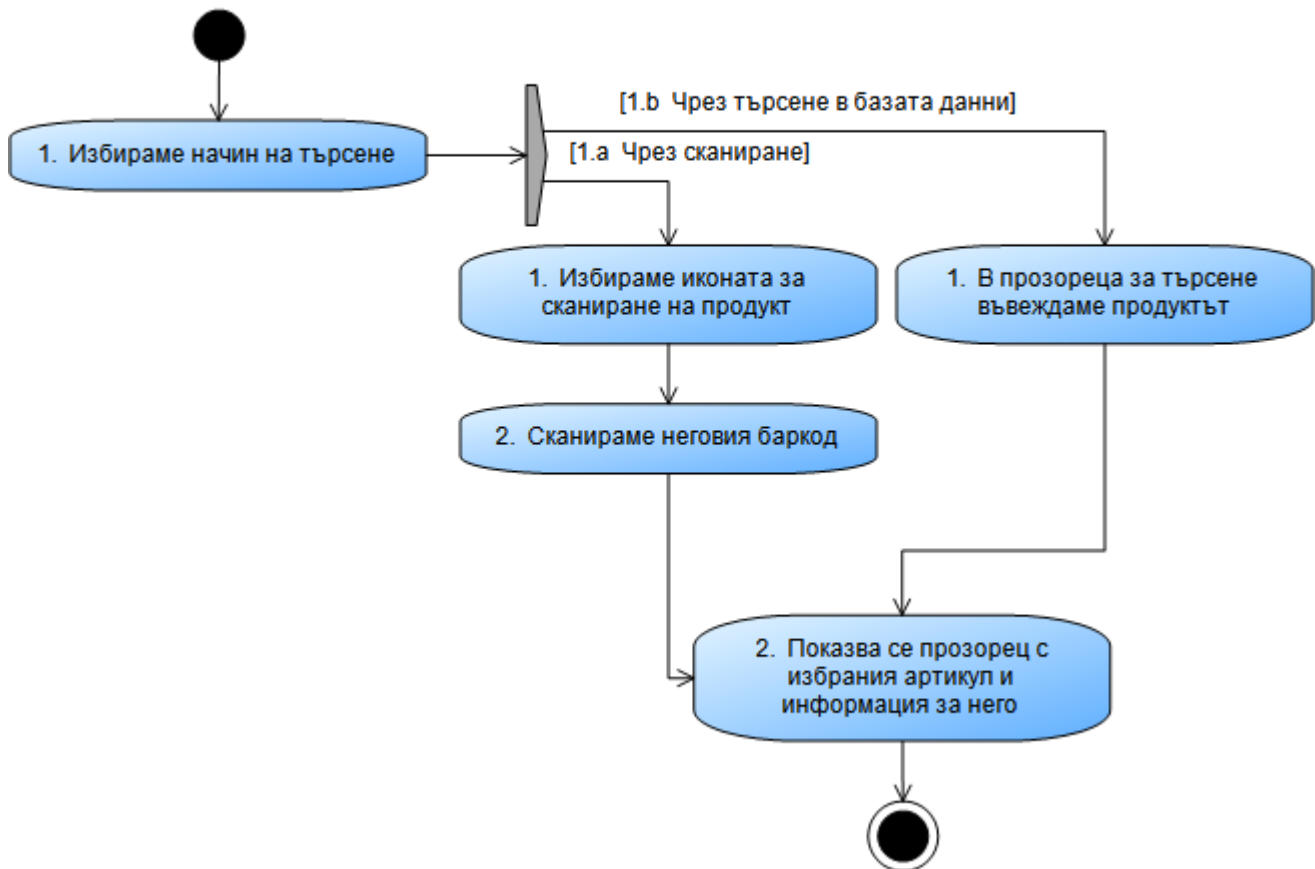 [1.b Чрез търсене в базата данни]
1. Избираме начин на търсене
[1.a Чрез сканиране]
1. Избираме иконата за
сканиране на продукт
1. В прозореца за търсене
въвеждаме продуктът
2. Сканираме неговия баркод
2. Показва се прозорец с
избрания артикул и
информация за него